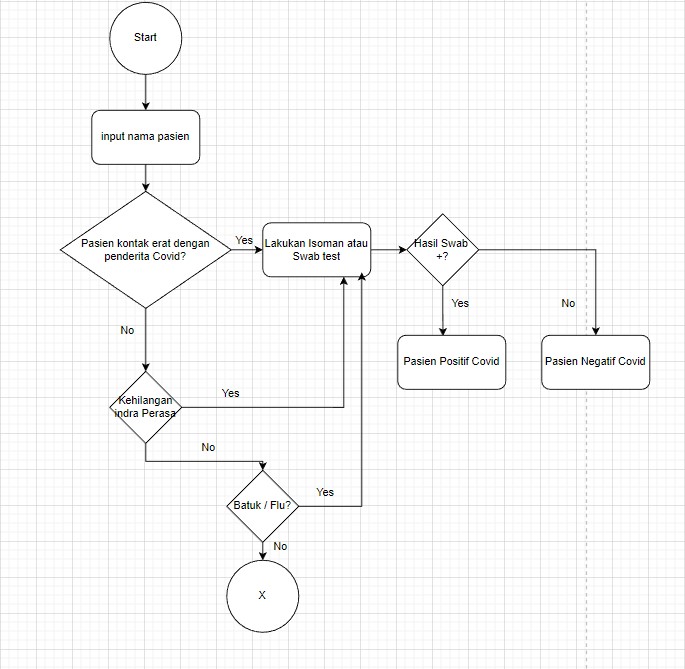 Start
input nama pasien
Pasien kontak erat dengan
penderita Covid?
Yes
Lakukan Isoman atau
Swab test
Hasil Swab
+?
Yes
No
No
Pasien Positif Covid
Pasien Negatif Covid
Kehilangan
indra Perasa
Yes
No
Batuk / Flu?
Yes
No
X